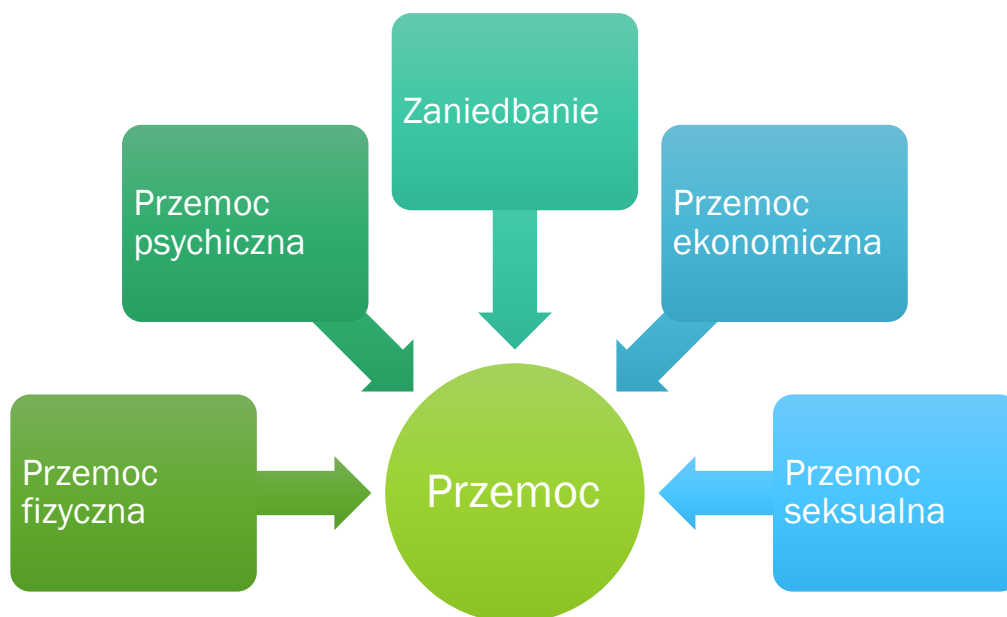 Zaniedbanie
Przemoc
psychiczna
Przemoc
ekonomiczna
Przemoc
fizyczna
Przemoc
Przemoc
seksualna